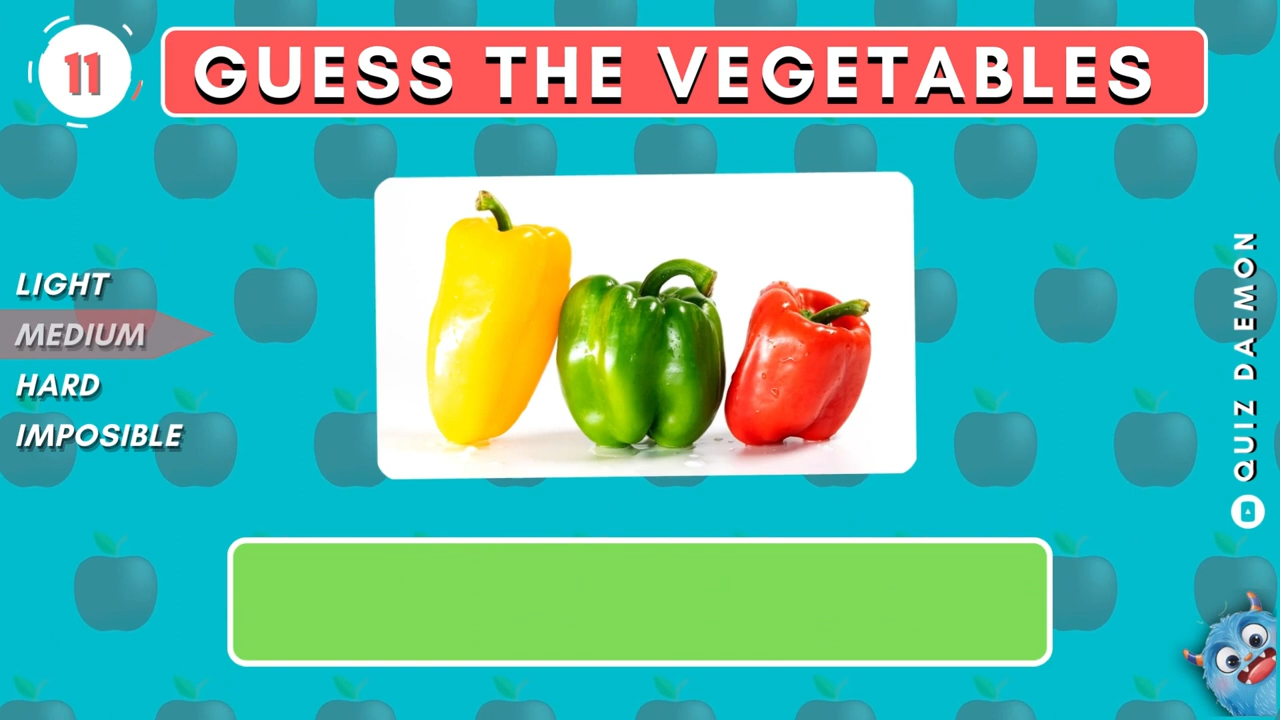 11
GUESS THE VEGETABLES
LIGHT
MEDIUM
HARD
IMPOSIBLE
QUIZ DAEMON